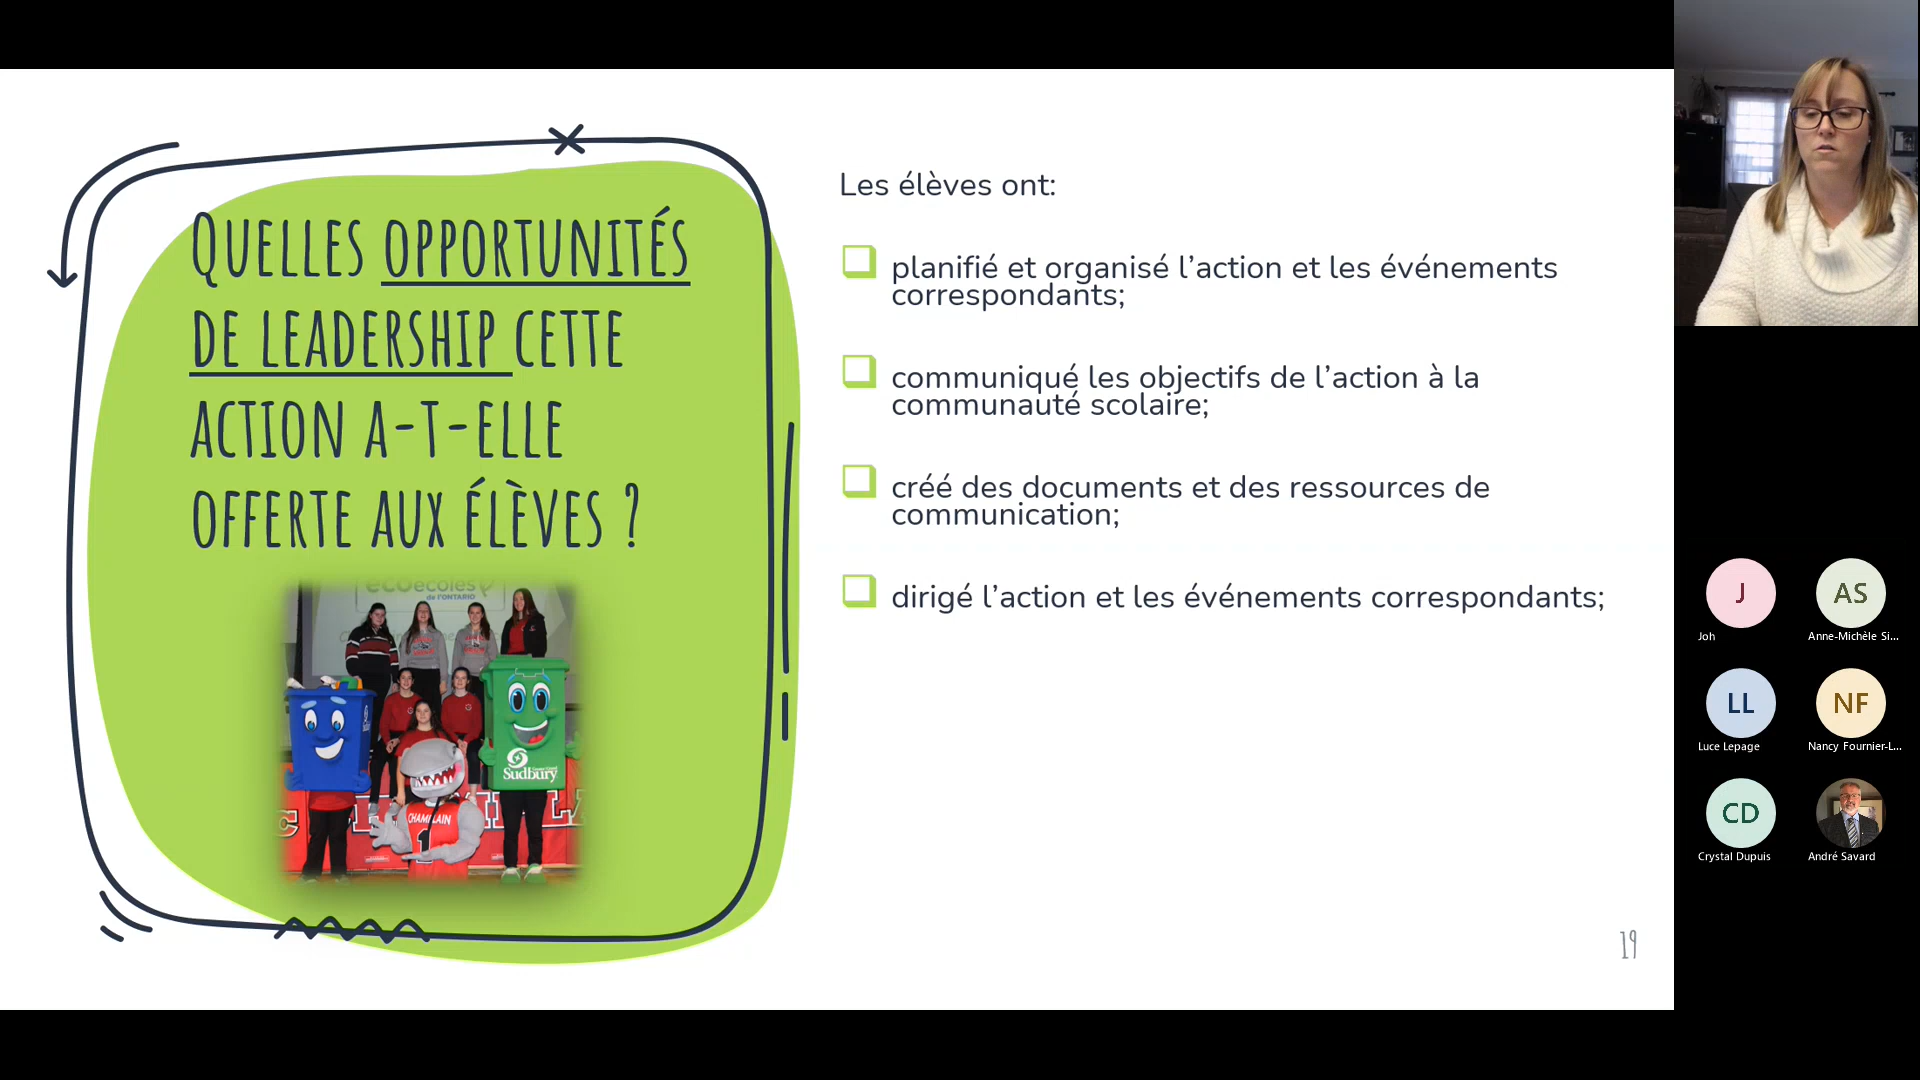 Quelles opportunités
de leadership cette
action a-t-elle
offerte aux élèves ?
écoécoles
de l'ONTARIO
Sudbury
CHAMPLAIN
1
Les élèves ont:
planifié et organisé l’action et les événements
correspondants;
communiqué les objectifs de l’action à la
communauté scolaire;
créé des documents et des ressources de
communication;
dirigé l’action et les événements correspondants;
19
J
Joh
AS
Anne-Michèle Si...
LL
Luce Lepage
NF
Nancy Fournier-L...
CD
Crystal Dupuis
André Savard